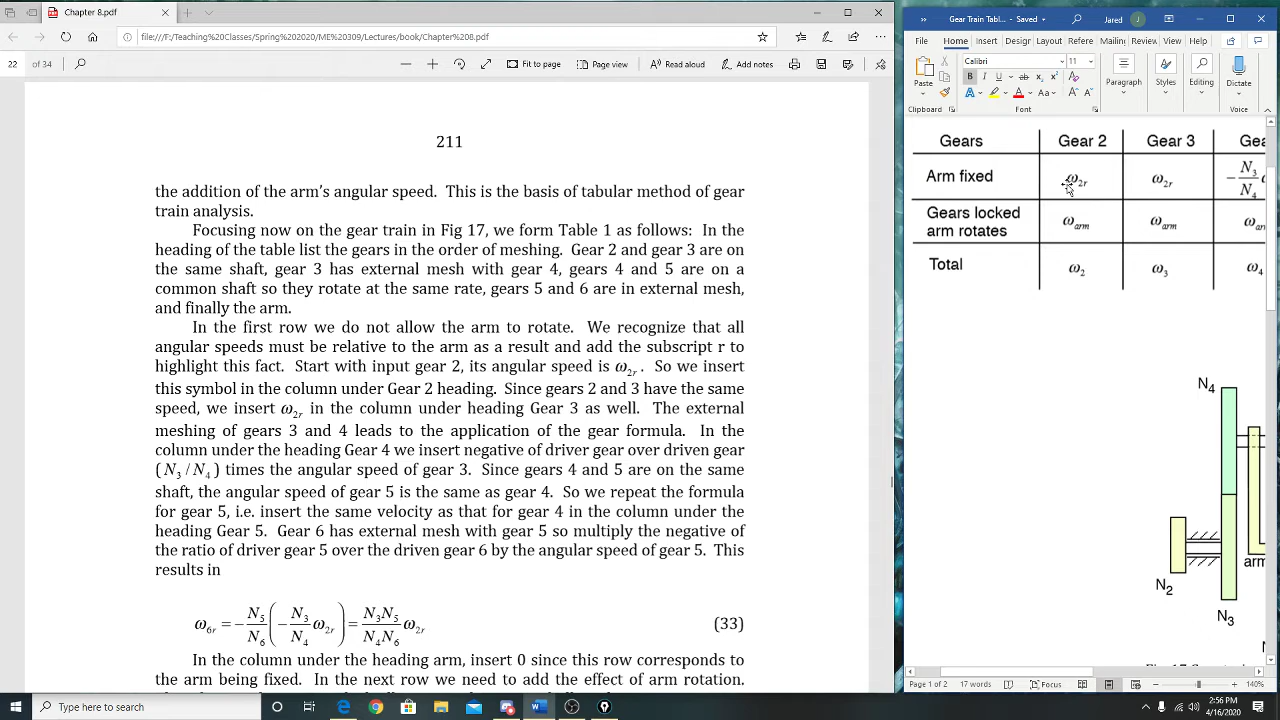 Chapter 8.pdf
Gear Train Tabl... - Saved
Jared
file:///F:/Teaching%20Classes/Spring%202020/ME%20309/Lectures/book/Chapter%208.pdf
22 of 34
Fit to page
Page view
Read aloud
Add notes
File Home Insert Design Layout Refere Mailing Review View
Calibri 11
Paste
Clipboard
Font
Paragraph
Styles
Editing
Dictate
Voice
211
the addition of the arm's angular speed. This is the basis of tabular method of gear
train analysis.
Focusing now on the gear train in Fig 17, we form Table 1 as follows: In the
heading of the table list the gears in the order of meshing. Gear 2 and gear 3 are on
the same shaft, gear 3 has external mesh with gear 4, gears 4 and 5 are on a
common shaft so they rotate at the same rate, gears 5 and 6 are in external mesh,
and finally the arm.
In the first row we do not allow the arm to rotate. We recognize that all
angular speeds must be relative to the arm as a result and add the subscript r to
highlight this fact. Start with input gear 2, its angular speed is ω2r. So we insert
this symbol in the column under Gear 2 heading. Since gears 2 and 3 have the same
speed, we insert ω2r in the column under heading Gear 3 as well. The external
meshing of gears 3 and 4 leads to the application of the gear formula. In the
column under the heading Gear 4 we insert negative of driver gear over driven gear
(N3 / N4) times the angular speed of gear 3. Since gears 4 and 5 are on the same
shaft, the angular speed of gear 5 is the same as gear 4. So we repeat the formula
for gear 5, i.e. insert the same velocity as that for gear 4 in the column under the
heading Gear 5. Gear 6 has external mesh with gear 5 so multiply the negative of
the ratio of driver gear 5 over the driven gear 6 by the angular speed of gear 5. This
results in
ω6r = −N5/N6(−N3/N4 ω2r) = N3N5/N4N6 ω2r (33)
In the column under the heading arm, insert 0 since this row corresponds to
the arm being fixed. In the next row we need to add the effect of arm rotation.
Gears Gear 2 Gear 3 Gea
Arm fixed ω2r ω2r −N3/N4
Gears locked
arm rotates ωarm ωarm ωarm
Total ω2 ω3 ω4
N4
arm
N2
N3
Page 1 of 2 17 words Focus 140%
Type here to search
2:56 PM
4/16/2020